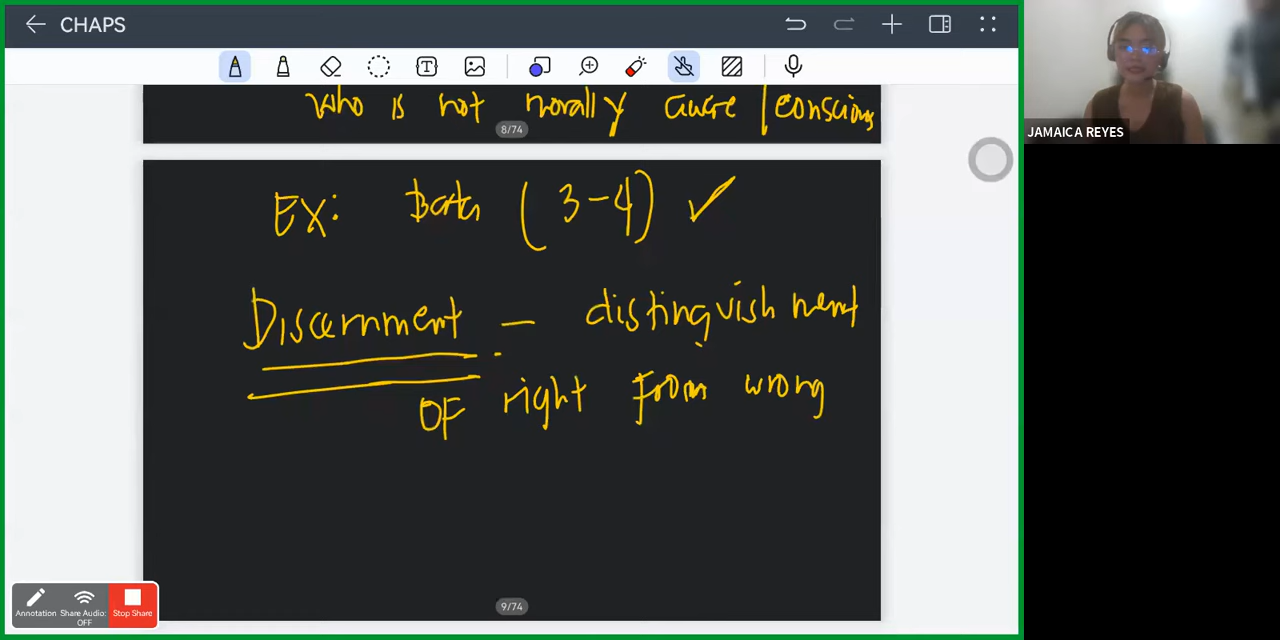 CHAPS
who is not morally aware / conscious
8/74
JAMAICA REYES
EX: Bata (3-4) ✓
Discernment - distinguishment
OF right from wrong
Annotation
Share Audio: OFF
Stop Share
9/74